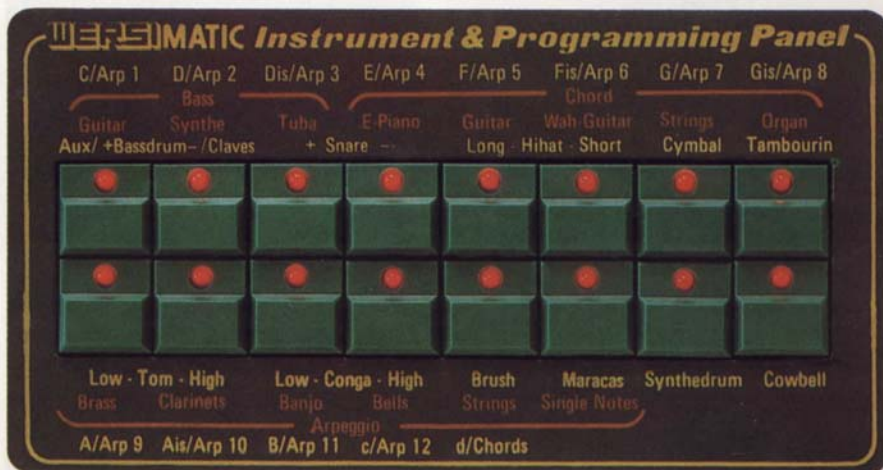 WERSIMATIC Instrument & Programming Panel
C/Arp 1 D/Arp 2 Dis/Arp 3 E/Arp 4 F/Arp 5 Fis/Arp 6 G/Arp 7 Gis/Arp 8
Bass Chord
Guitar Synthe Tuba E-Piano Guitar Wah-Guitar Strings Organ
Aux/ +Bassdrum– /Claves + Snare – Long - Hihat - Short Cymbal Tambourin
Low - Tom - High Low - Conga - High Brush Maracas Synthedrum Cowbell
Brass Clarinets Banjo Bells Strings Single Notes
Arpeggio
A/Arp 9 Ais/Arp 10 B/Arp 11 c/Arp 12 d/Chords